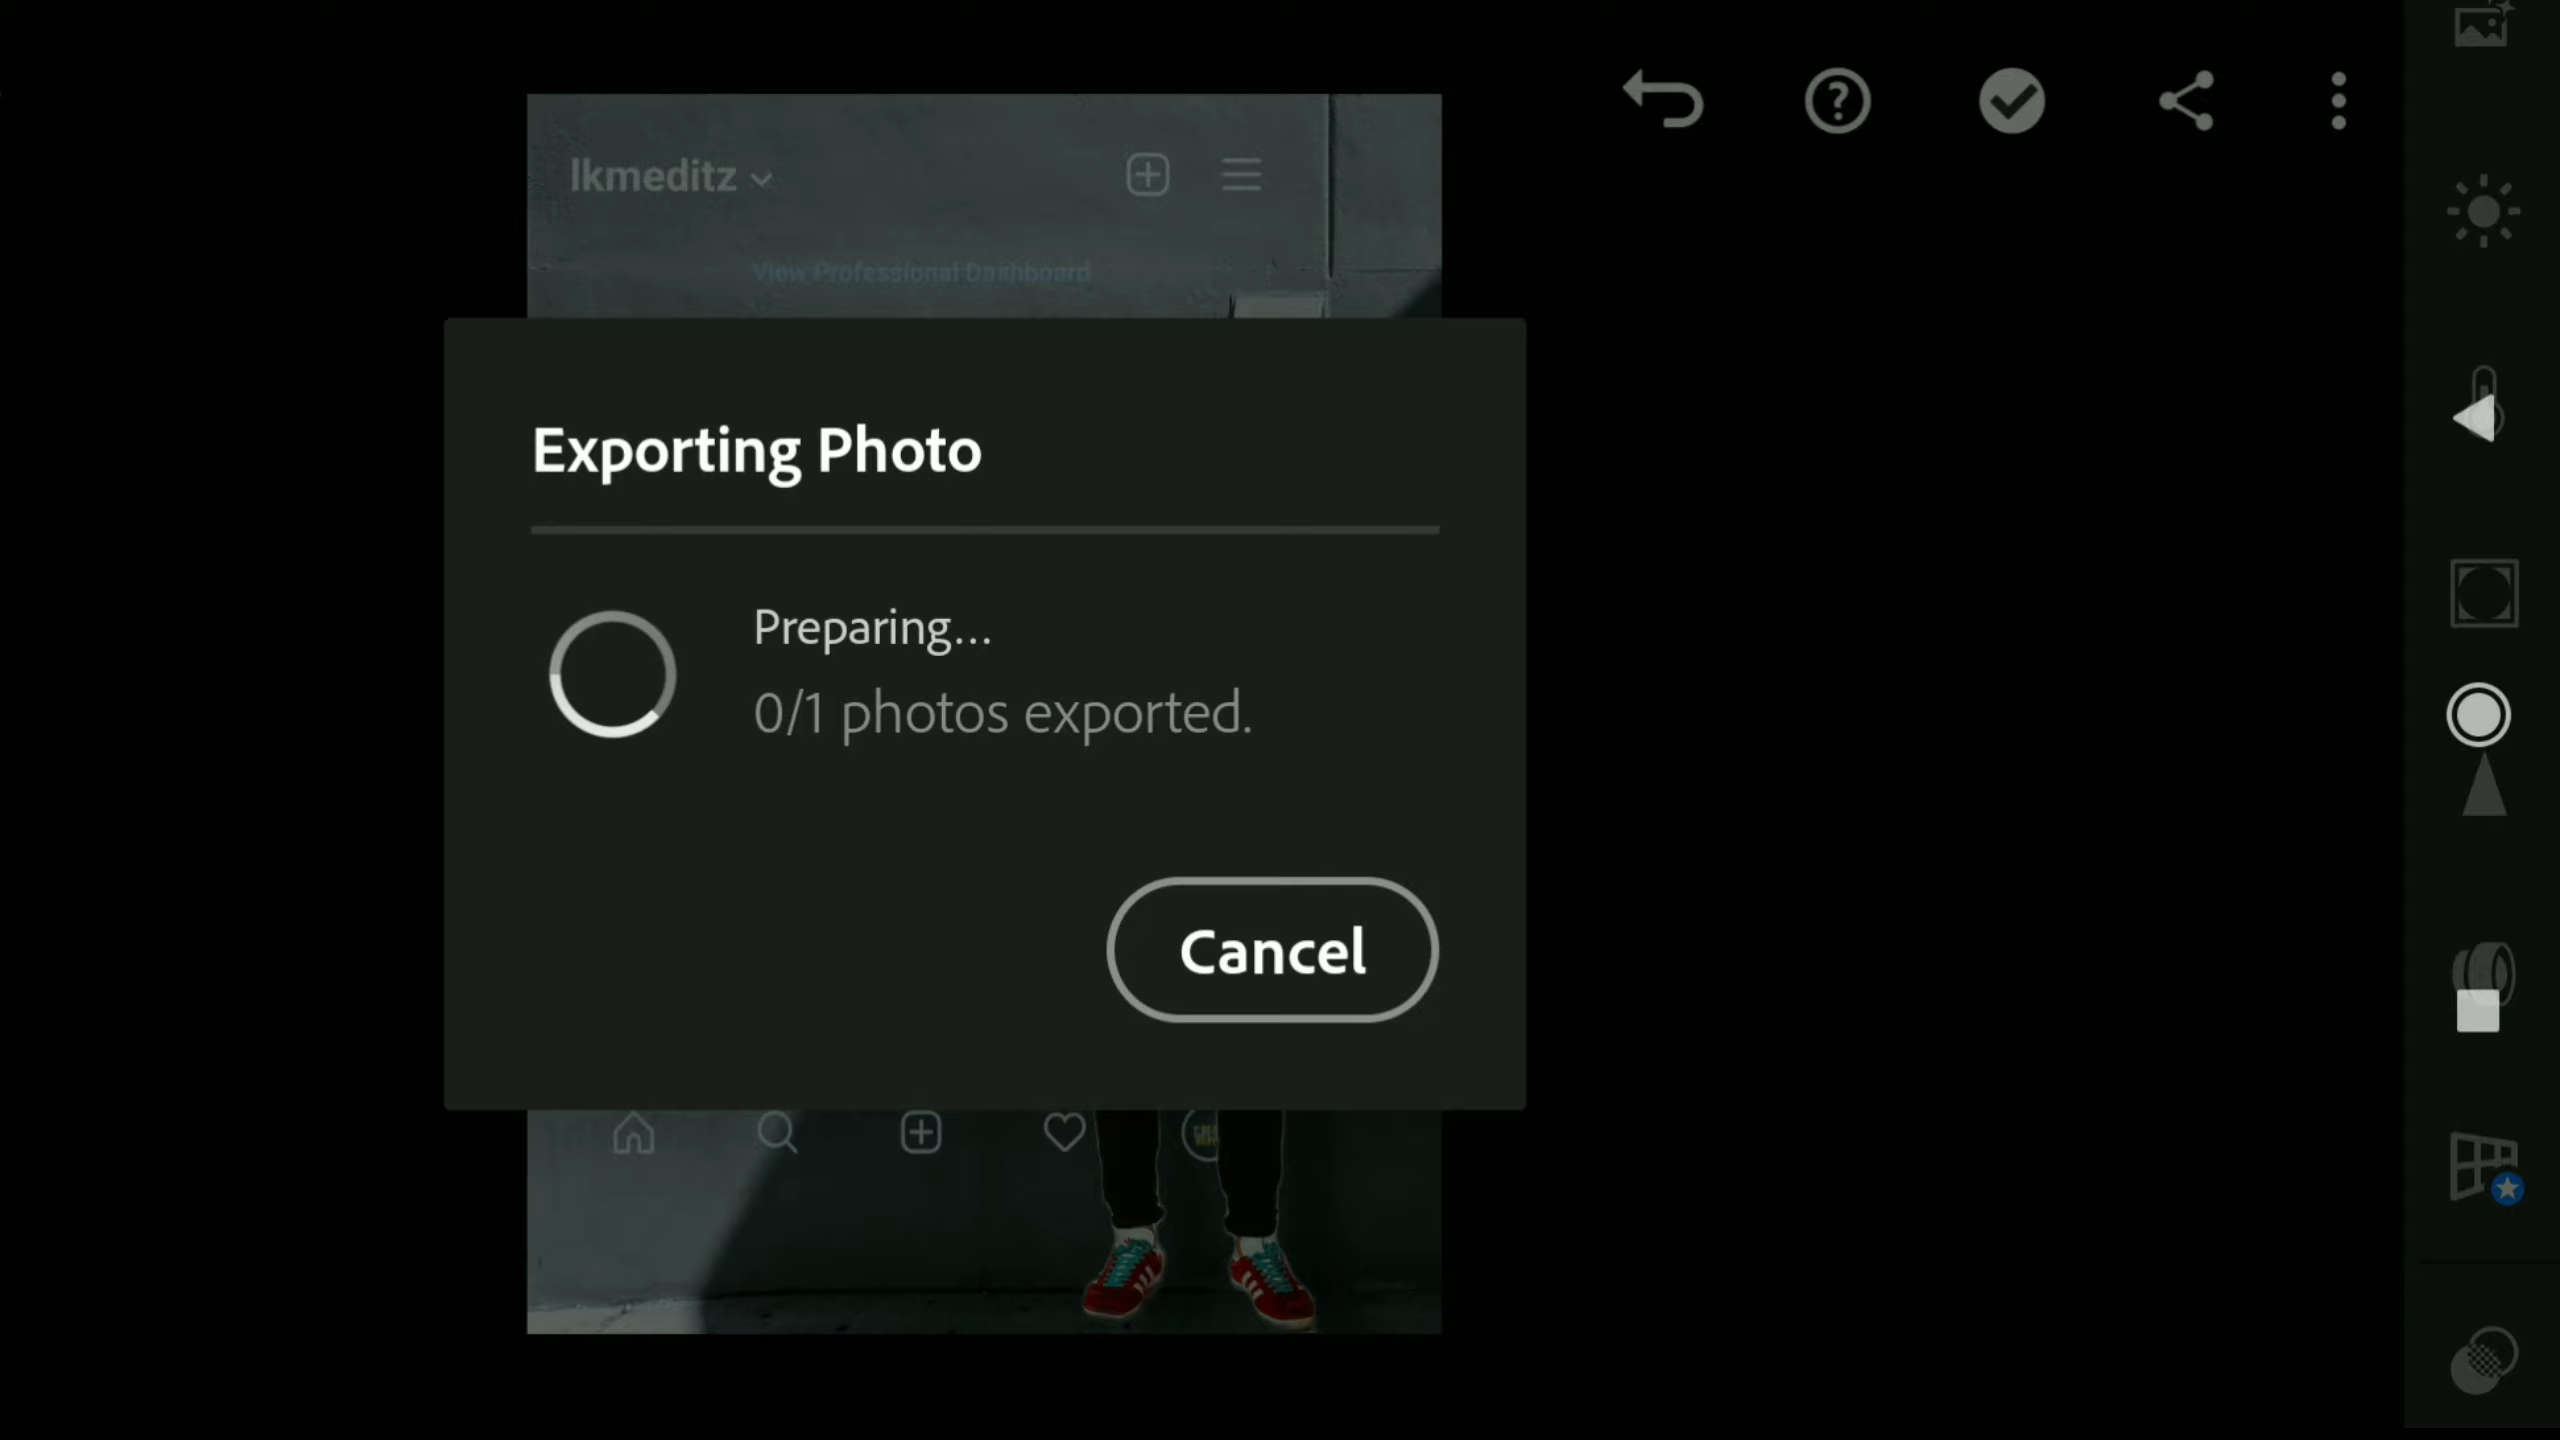 lkmeditz
View Professional Dashboard
Exporting Photo
Preparing...
0/1 photos exported.
Cancel